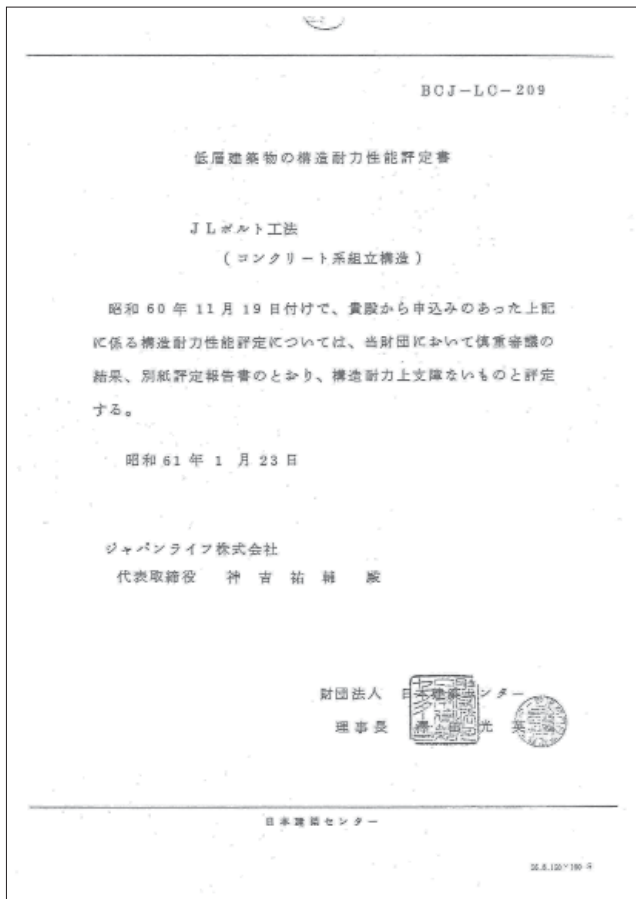 BCJ-LC-209
低層建築物の構造耐力性能評定書
JLボルト工法
(コンクリート系組立構造)
昭和60年11月19日付けで、貴殿から申込みのあった上記
に係る構造耐力性能評定については、当財団において慎重審議の
結果、別紙評定報告書のとおり、構造耐力上支障ないものと評定
する。
昭和61年1月23日
ジャパンライフ株式会社
代表取締役 神吉祐輔 殿
財団法人 日本建築センター
理事長 澤田光英
日本建築センター